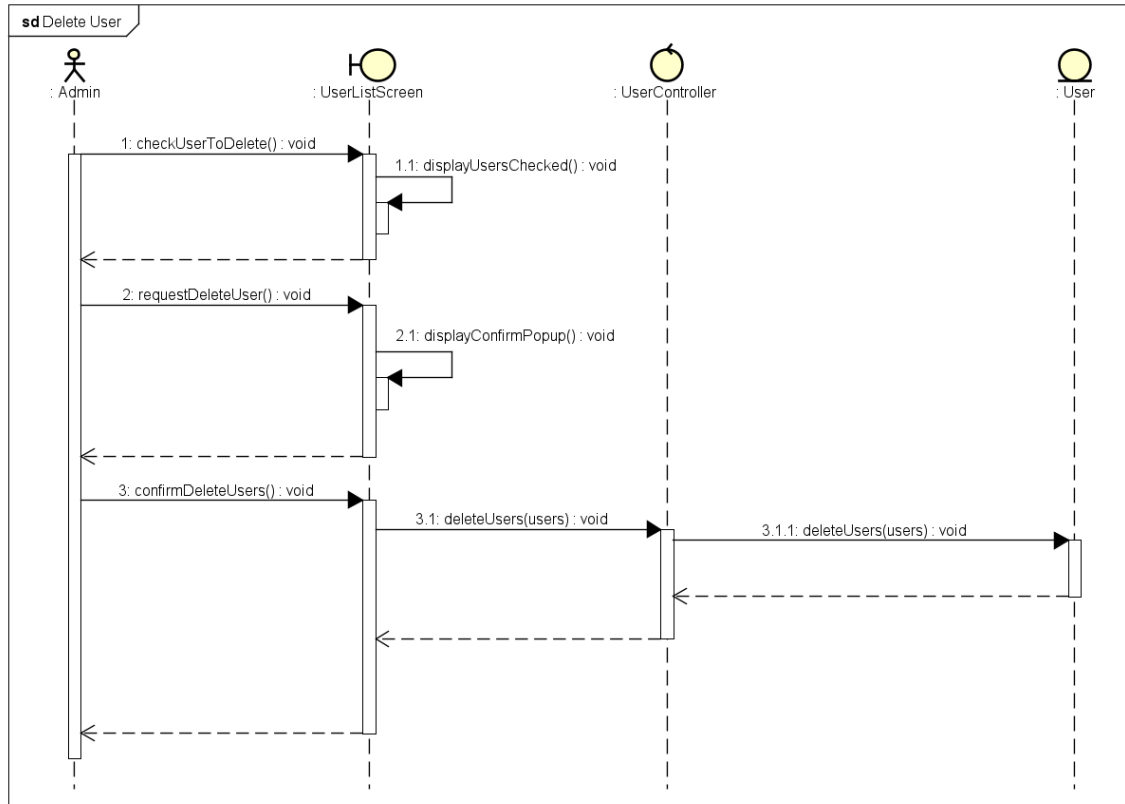 sd Delete User
: Admin
: UserListScreen
: UserController
: User
1: checkUserToDelete() : void
1.1: displayUsersChecked() : void
2: requestDeleteUser() : void
2.1: displayConfirmPopup() : void
3: confirmDeleteUsers() : void
3.1: deleteUsers(users) : void
3.1.1: deleteUsers(users) : void